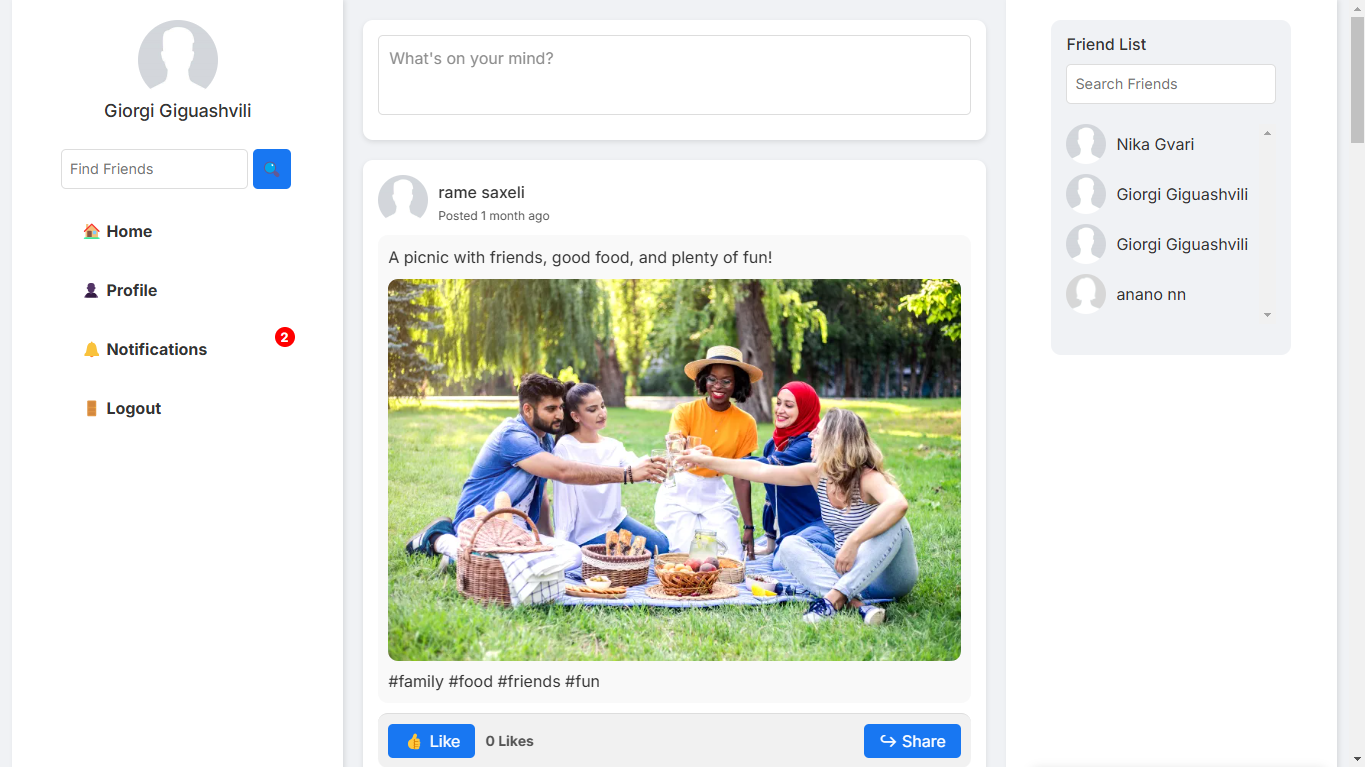 Giorgi Giguashvili
Find Friends
Home
Profile
Notifications
2
Logout
What's on your mind?
rame saxeli
Posted 1 month ago
A picnic with friends, good food, and plenty of fun!
#family #food #friends #fun
Like
0 Likes
Share
Friend List
Search Friends
Nika Gvari
Giorgi Giguashvili
Giorgi Giguashvili
anano nn